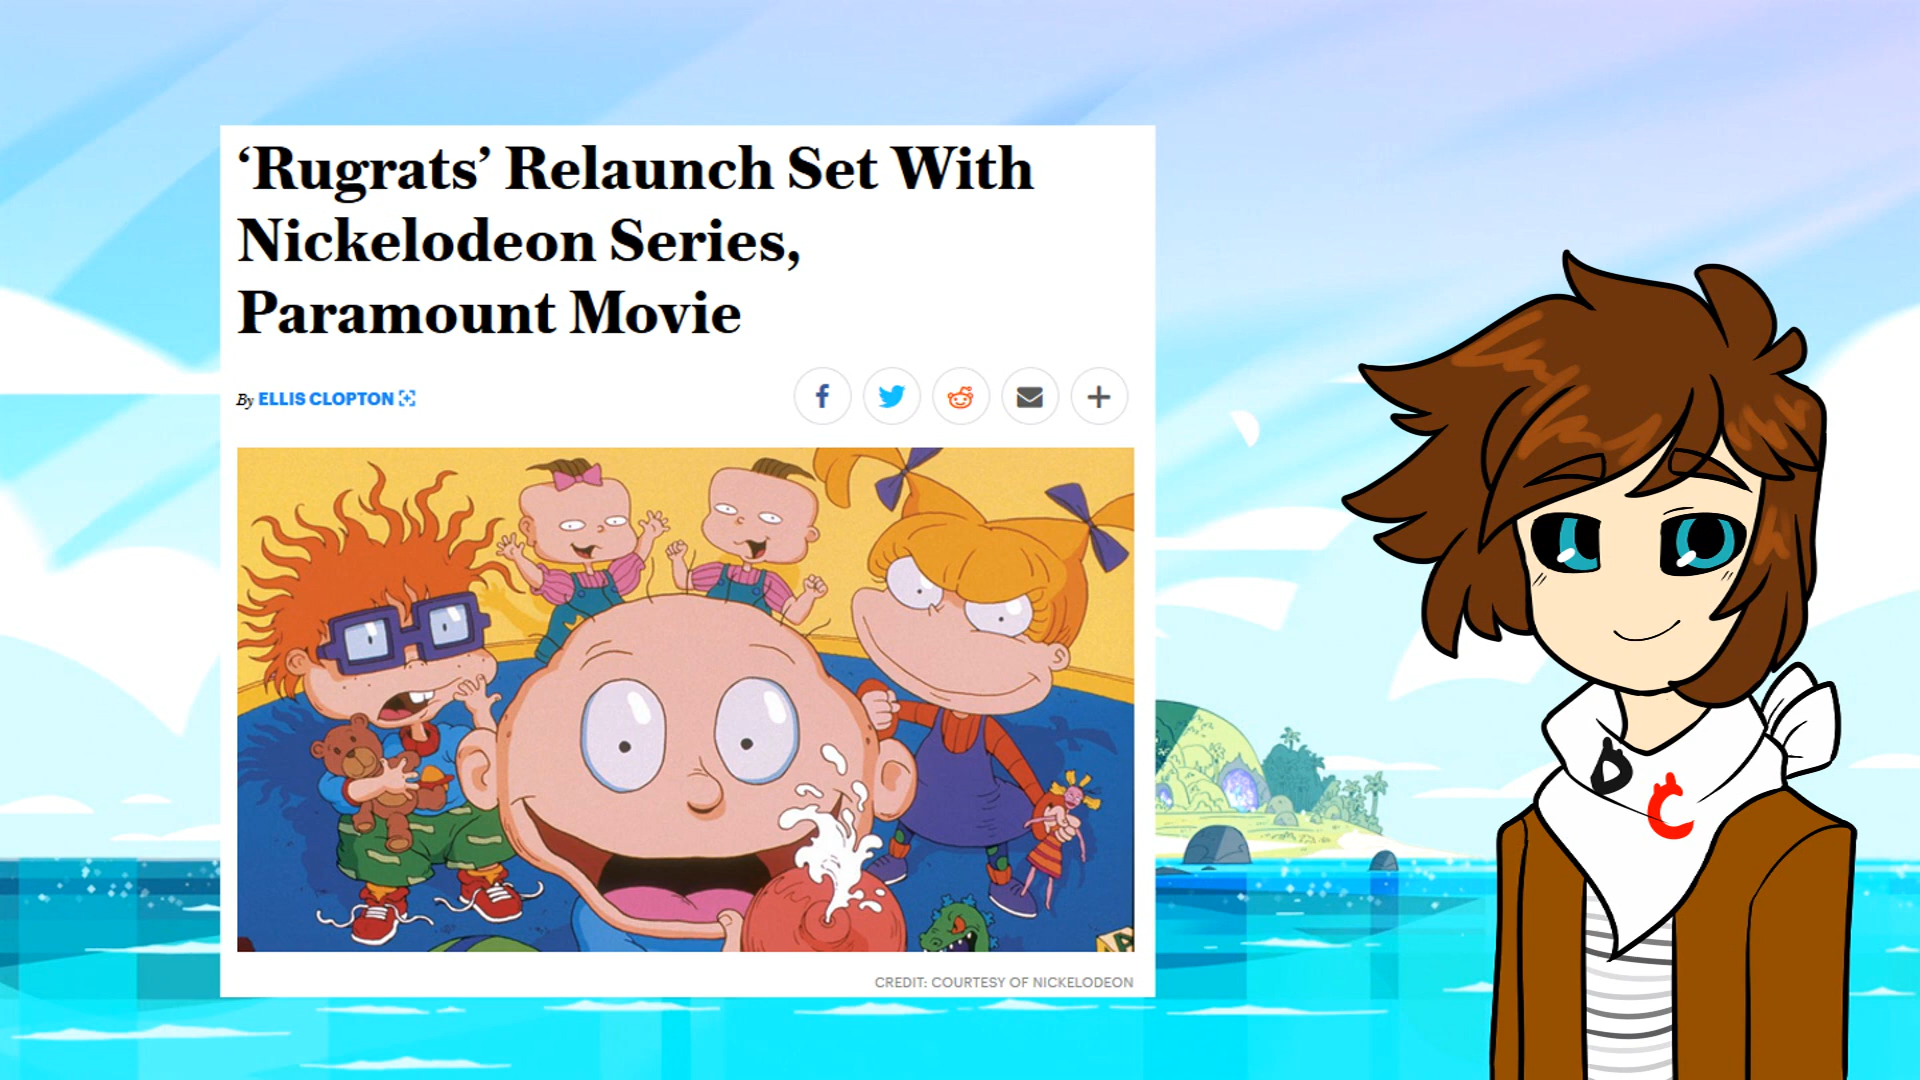 ‘Rugrats’ Relaunch Set With
Nickelodeon Series,
Paramount Movie
By ELLIS CLOPTON
CREDIT: COURTESY OF NICKELODEON
D
C
A